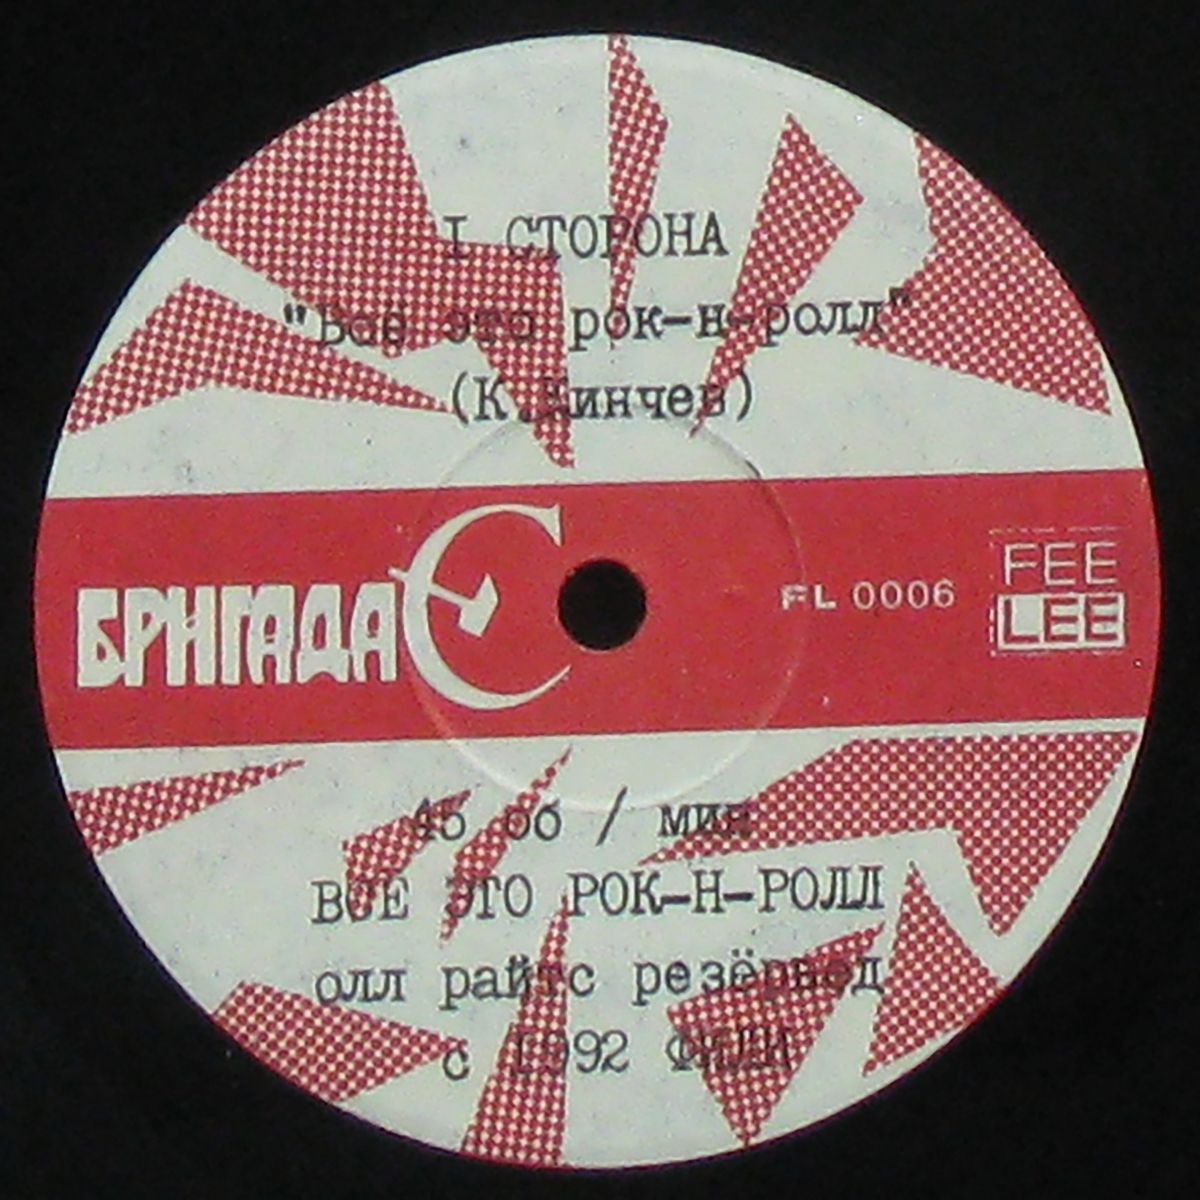 I СТОРОНА
"Всё это рок-н-ролл"
(К.Кинчев)
БРИГАДА С
FL 0006
FEE
LEE
45 об / мин
ВСЕ ЭТО РОК-Н-РОЛЛ
олл райтс резёрвед
с 1992 ФИЛИ